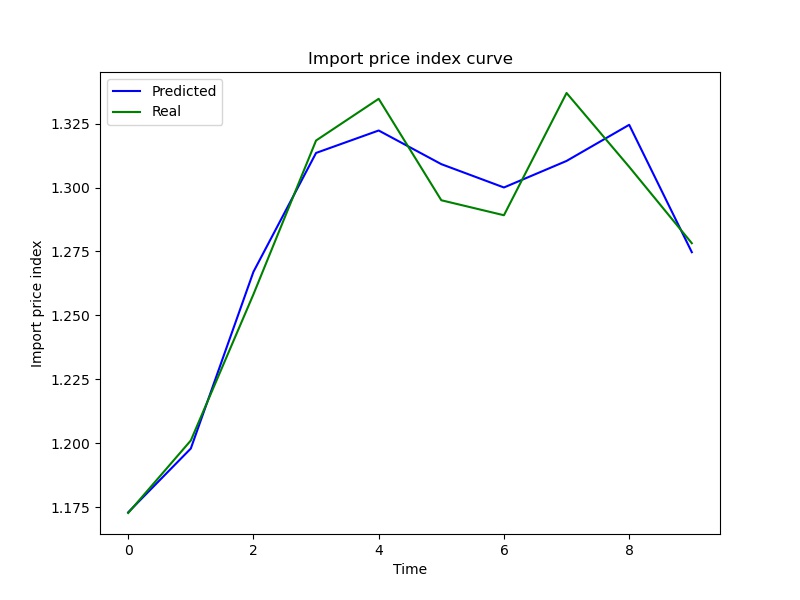 Import price index curve
Predicted
Real
Import price index
1.325
1.300
1.275
1.250
1.225
1.200
1.175
0 2 4 6 8
Time